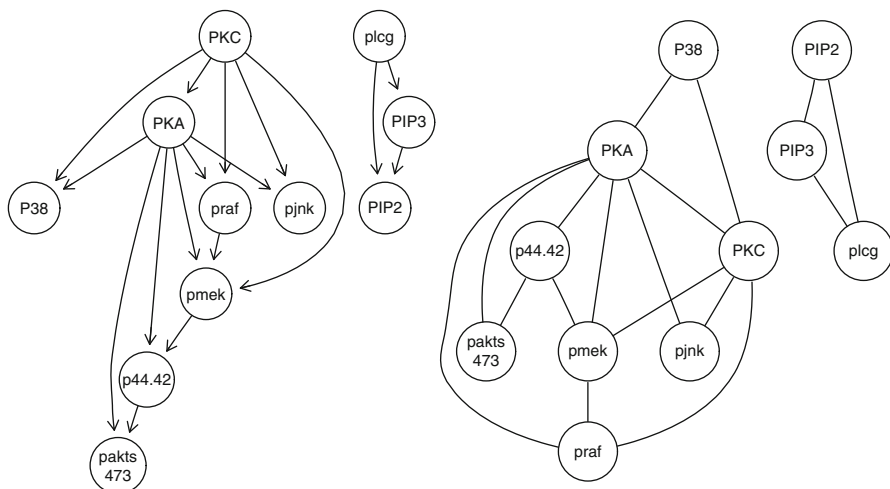 PKC
plcg
PKA
PIP3
P38
praf
pjnk
PIP2
pmek
p44.42
pakts
473
P38
PIP2
PKA
PIP3
p44.42
PKC
plcg
pakts
473
pmek
pjnk
praf